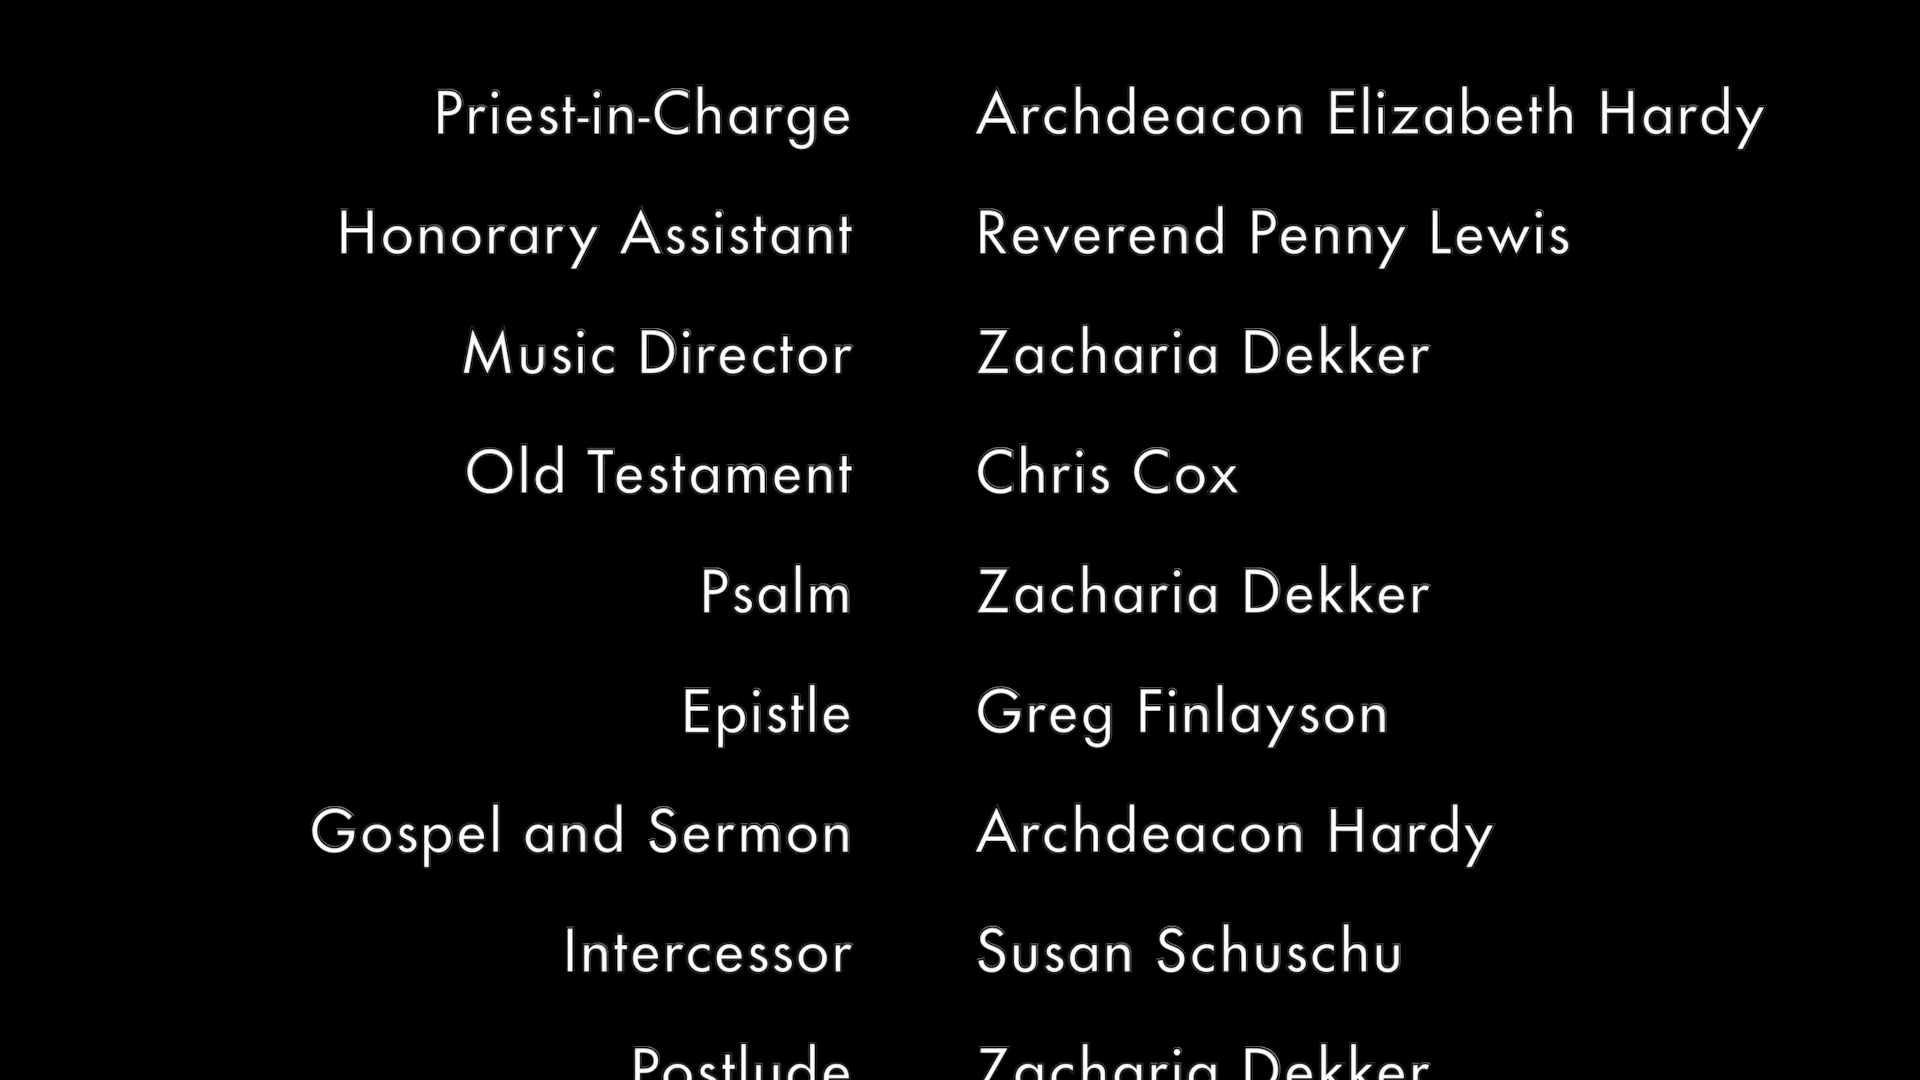 Priest-in-Charge Archdeacon Elizabeth Hardy
Honorary Assistant Reverend Penny Lewis
Music Director Zacharia Dekker
Old Testament Chris Cox
Psalm Zacharia Dekker
Epistle Greg Finlayson
Gospel and Sermon Archdeacon Hardy
Intercessor Susan Schuschu
Postlude Zacharia Dekker